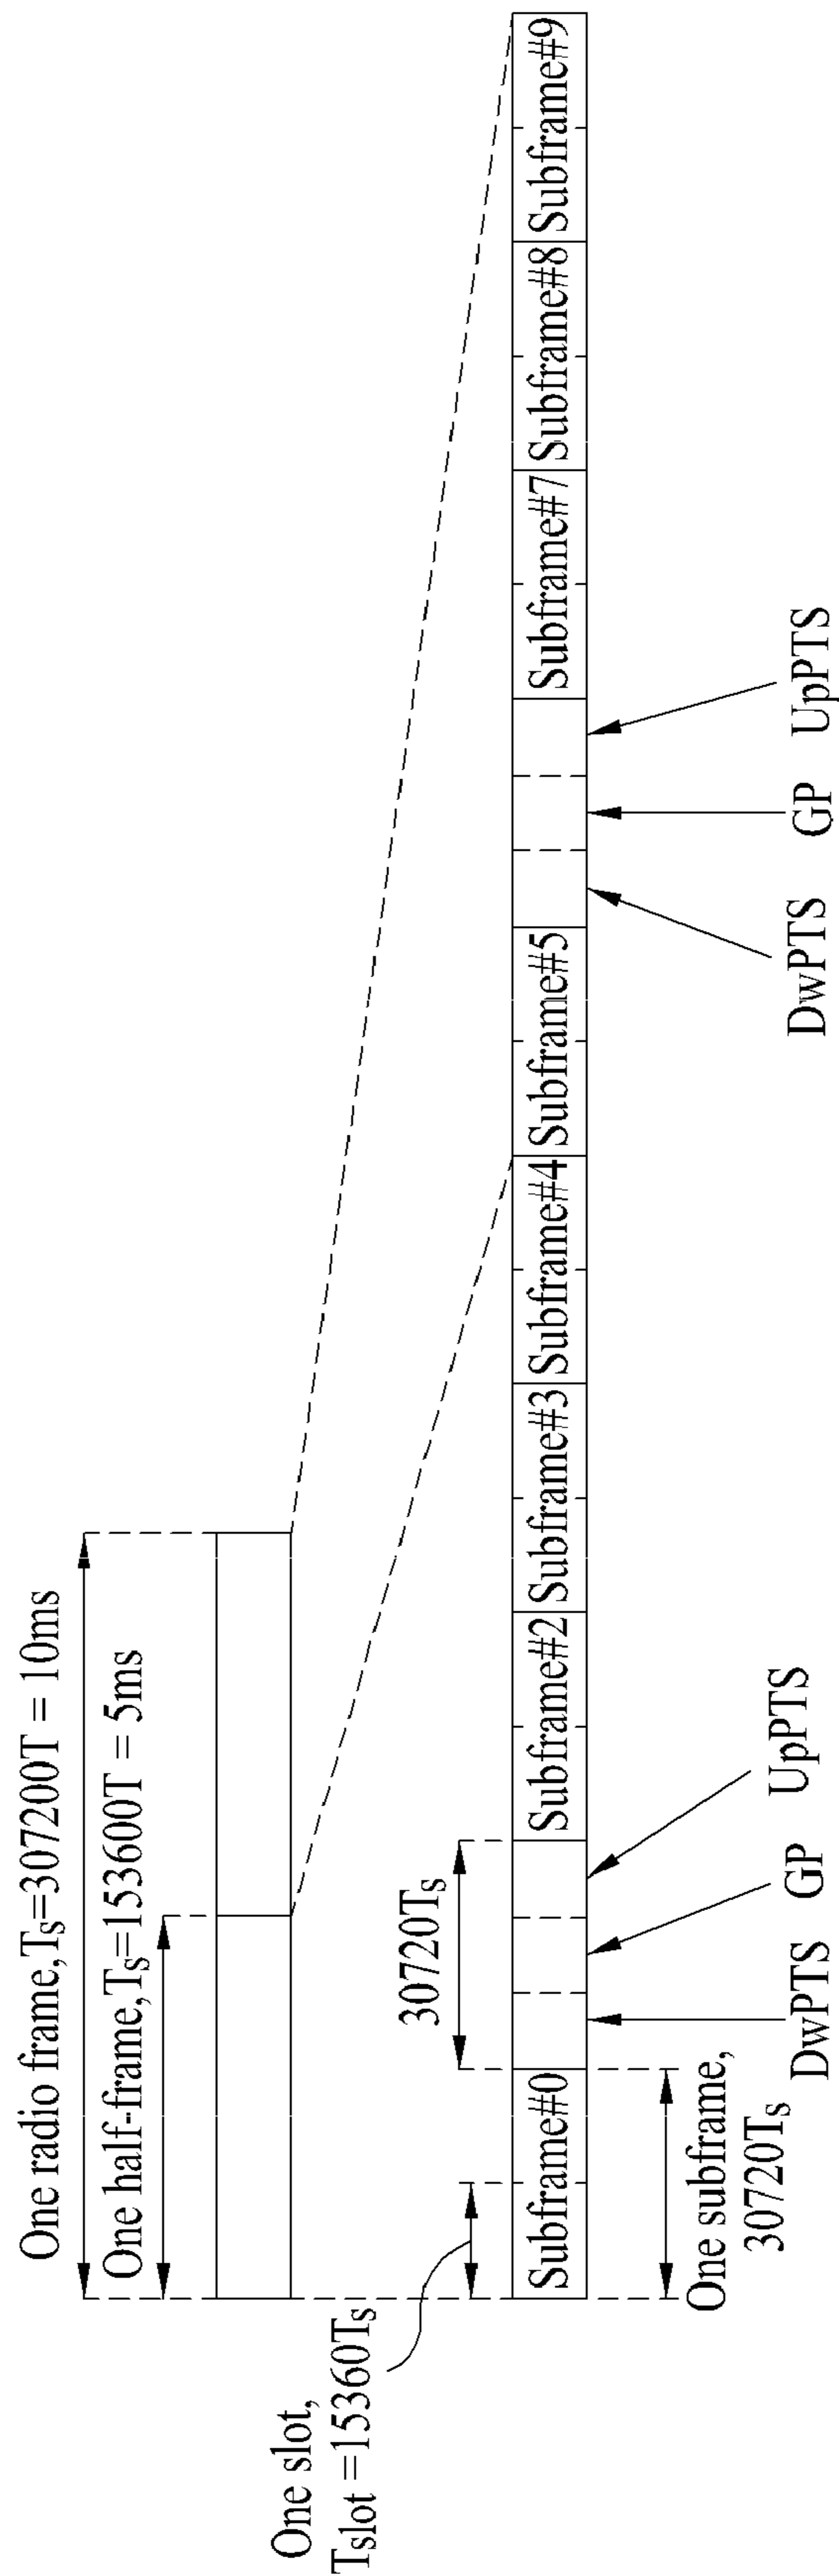 One radio frame,Ts=307200T = 10ms
One half-frame,Ts=153600T = 5ms
One slot,
Tslot =15360Ts
30720Ts
Subframe#0
Subframe#2
Subframe#3
Subframe#4
Subframe#5
Subframe#7
Subframe#8
Subframe#9
One subframe,
30720Ts
DwPTS
GP
UpPTS
DwPTS
GP
UpPTS